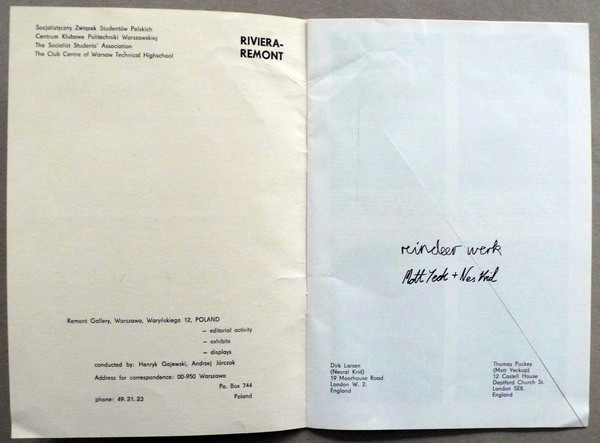 Socjalistyczny Związek Studentów Polskich
Centrum Klubowe Politechniki Warszawskiej
The Socialist Students' Association
The Club Centre of Warsaw Technical Highschool
RIVIERA-
REMONT
Remont Gallery, Warszawa, Waryńskiego 12, POLAND
— editorial activity
— exhibits
— displays
conducted by: Henryk Gajewski, Andrzej Jórczak
Address for correspondence: 00-950 Warszawa
Po. Box 744
phone: 49.21.23
Poland
reindeer werk
Mott Yeck + Nes Krid
Dirk Larsen
(Neural Krid)
19 Moorhouse Road
London W. 2.
England
Thomas Puckey
(Mott Yeckup)
12 Castell House
Deptford Church St.
London SE8.
England